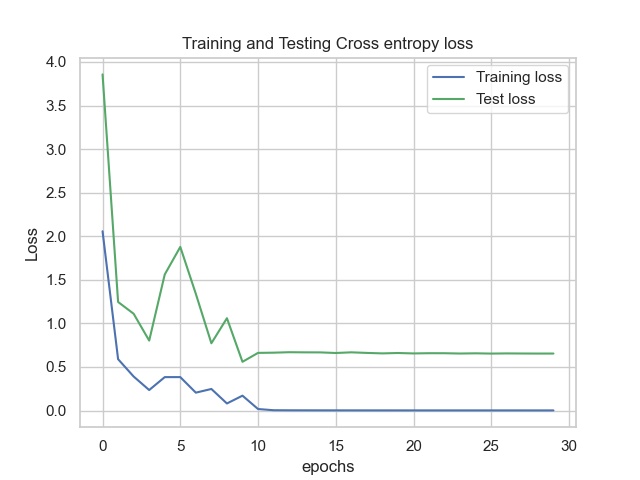 Training and Testing Cross entropy loss
Training loss
Test loss
4.0
3.5
3.0
2.5
2.0
1.5
1.0
0.5
0.0
Loss
0 5 10 15 20 25 30
epochs